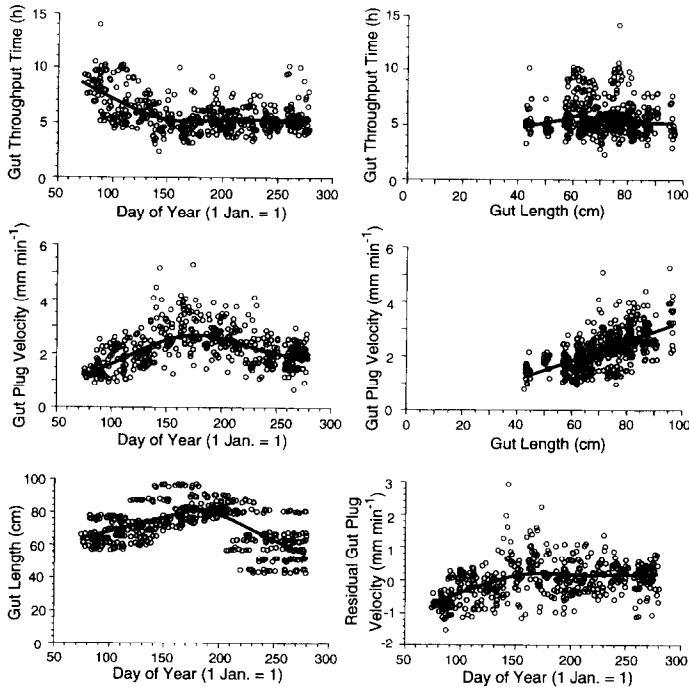 Gut Throughput Time (h)
15
10
5
0
50 100 150 200 250 300
Day of Year (1 Jan. = 1)
Gut Throughput Time (h)
15
10
5
0
0 20 40 60 80 100
Gut Length (cm)
Gut Plug Velocity (mm min⁻¹)
6
4
2
0
50 100 150 200 250 300
Day of Year (1 Jan. = 1)
Gut Plug Velocity (mm min⁻¹)
6
4
2
0
0 20 40 60 80 100
Gut Length (cm)
Gut Length (cm)
100
80
60
40
20
0
50 100 150 200 250 300
Day of Year (1 Jan. = 1)
Residual Gut Plug
Velocity (mm min⁻¹)
3
2
1
0
-1
-2
50 100 150 200 250 300
Day of Year (1 Jan. = 1)